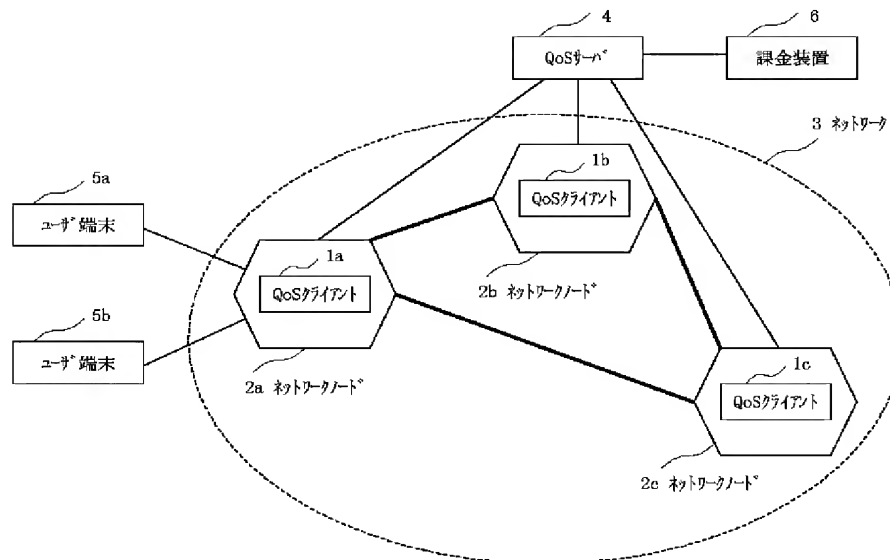 4
6
QoSサーバ
課金装置
3 ネットワーク
1b
QoSクライアント
5a
ユーザ端末
1a
QoSクライアント
2b ネットワークノード
5b
ユーザ端末
1c
QoSクライアント
2a ネットワークノード
2c ネットワークノード